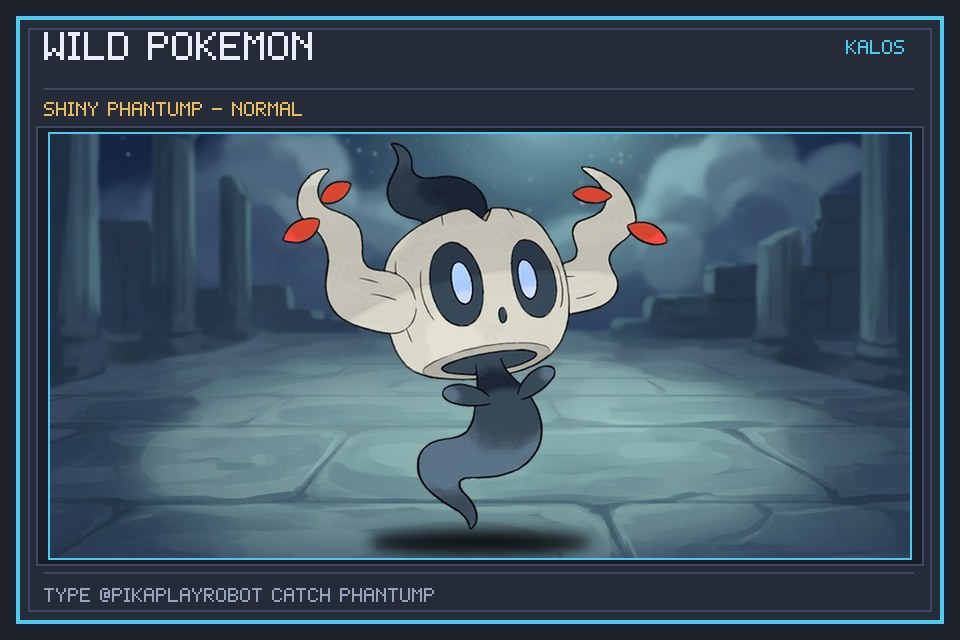 WILD POKEMON
KALOS
SHINY PHANTUMP - NORMAL
TYPE @PIKAPLAYROBOT CATCH PHANTUMP